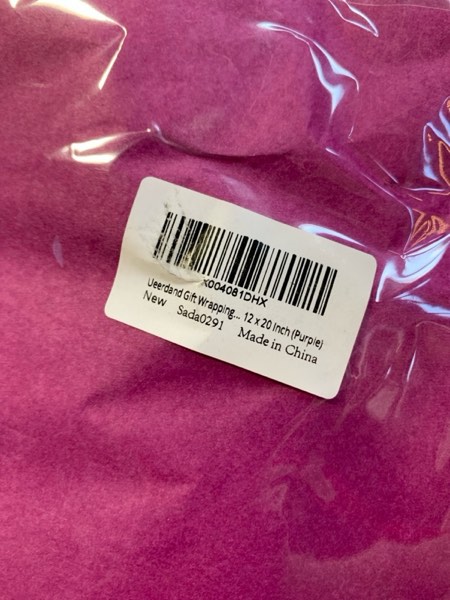 X004081DHX
Ueerdand Gift Wrapping... 12 x 20 Inch (Purple)
New Sada0291 Made in China